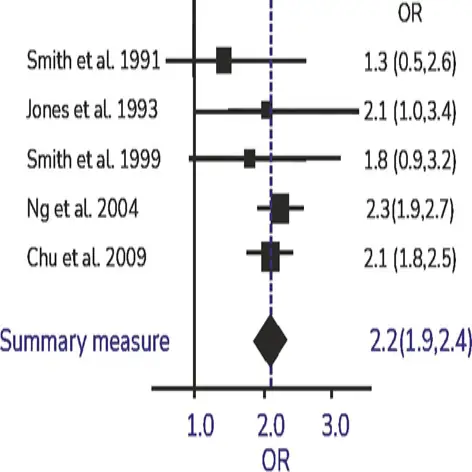 OR
Smith et al. 1991 1.3 (0.5,2.6)
Jones et al. 1993 2.1 (1.0,3.4)
Smith et al. 1999 1.8 (0.9,3.2)
Ng et al. 2004 2.3(1.9,2.7)
Chu et al. 2009 2.1 (1.8,2.5)
Summary measure 2.2(1.9,2.4)
1.0 2.0 3.0
OR